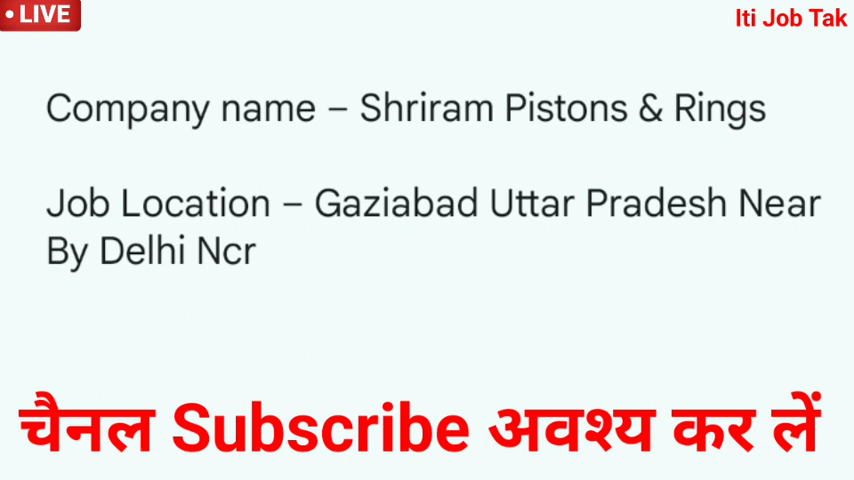 • LIVE
Iti Job Tak
Company name – Shriram Pistons & Rings
Job Location – Gaziabad Uttar Pradesh Near
By Delhi Ncr
चैनल Subscribe अवश्य कर लें